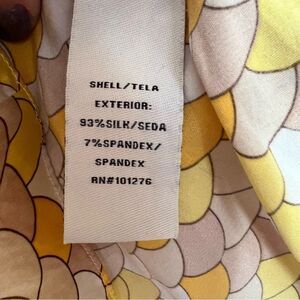 SHELL/TELA
EXTERIOR:
93%SILK/SEDA
7%SPANDEX/
SPANDEX
RN#101276